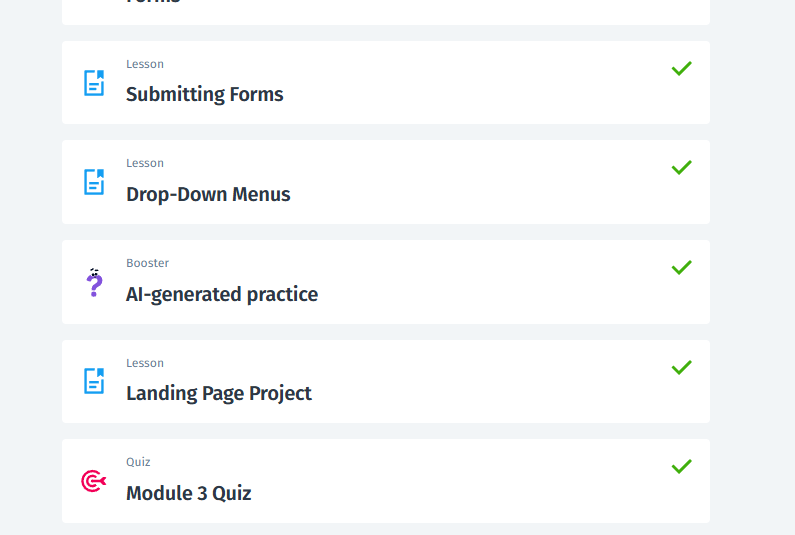 Forms
Lesson
Submitting Forms
Lesson
Drop-Down Menus
Booster
AI-generated practice
Lesson
Landing Page Project
Quiz
Module 3 Quiz